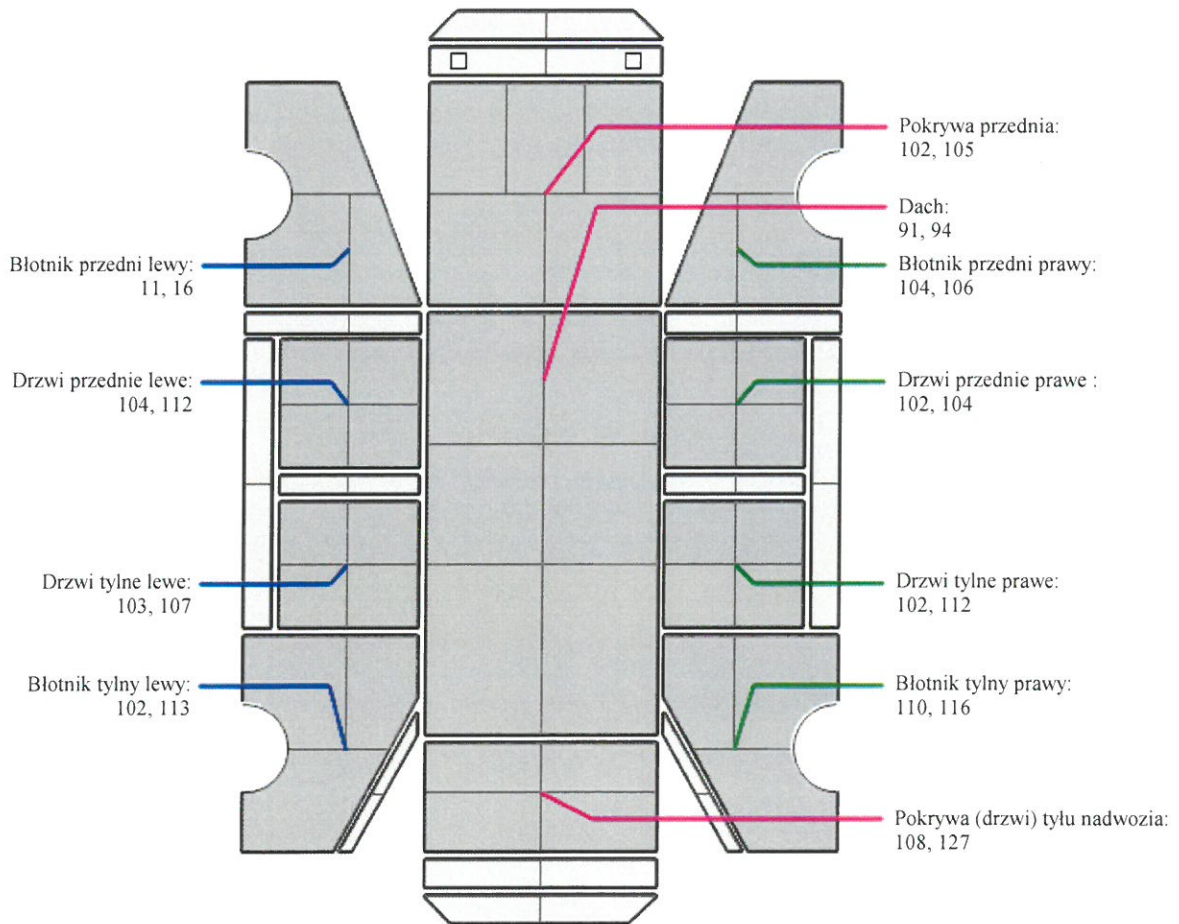 Pokrywa przednia:
102, 105
Dach:
91, 94
Błotnik przedni lewy:
11, 16
Błotnik przedni prawy:
104, 106
Drzwi przednie lewe:
104, 112
Drzwi przednie prawe :
102, 104
Drzwi tylne lewe:
103, 107
Drzwi tylne prawe:
102, 112
Błotnik tylny lewy:
102, 113
Błotnik tylny prawy:
110, 116
Pokrywa (drzwi) tyłu nadwozia:
108, 127